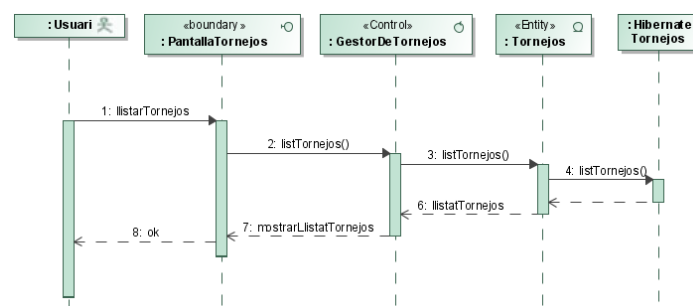 : Usuari
«boundary»
: PantallaTornejos
«Control»
: GestorDeTornejos
«Entity»
: Tornejos
: Hibernate
Tornejos
1: llistarTornejos
2: listTornejos()
3: listTornejos()
4: listTornejos()
6: llistatTornejos
7: mostrarLlistatTornejos
8: ok